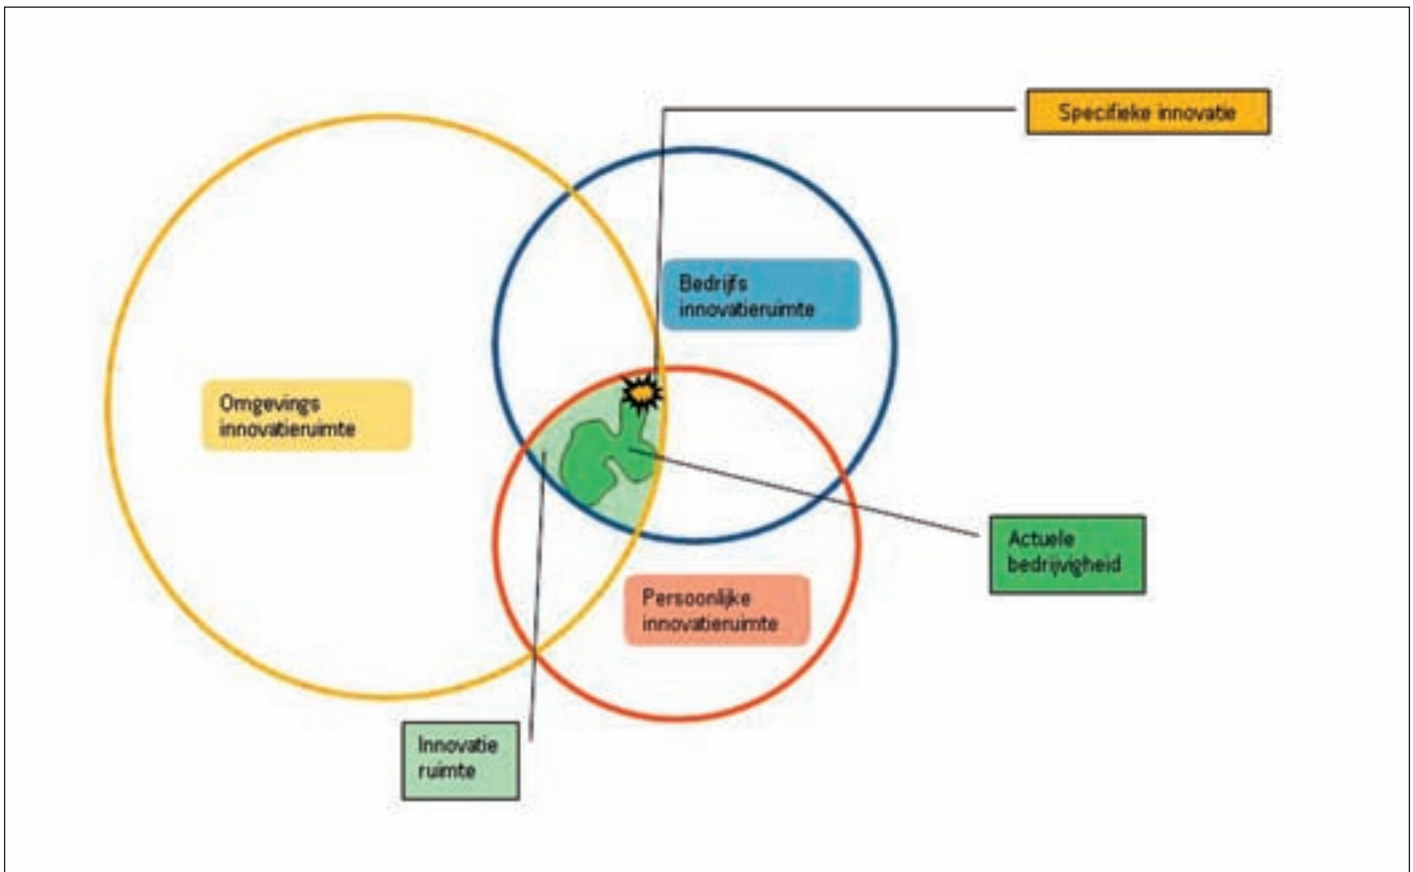 Specifieke innovatie
Bedrijfs
innovatieruimte
Omgevings
innovatieruimte
Actuele
bedrijvigheid
Persoonlijke
innovatieruimte
Innovatie
ruimte